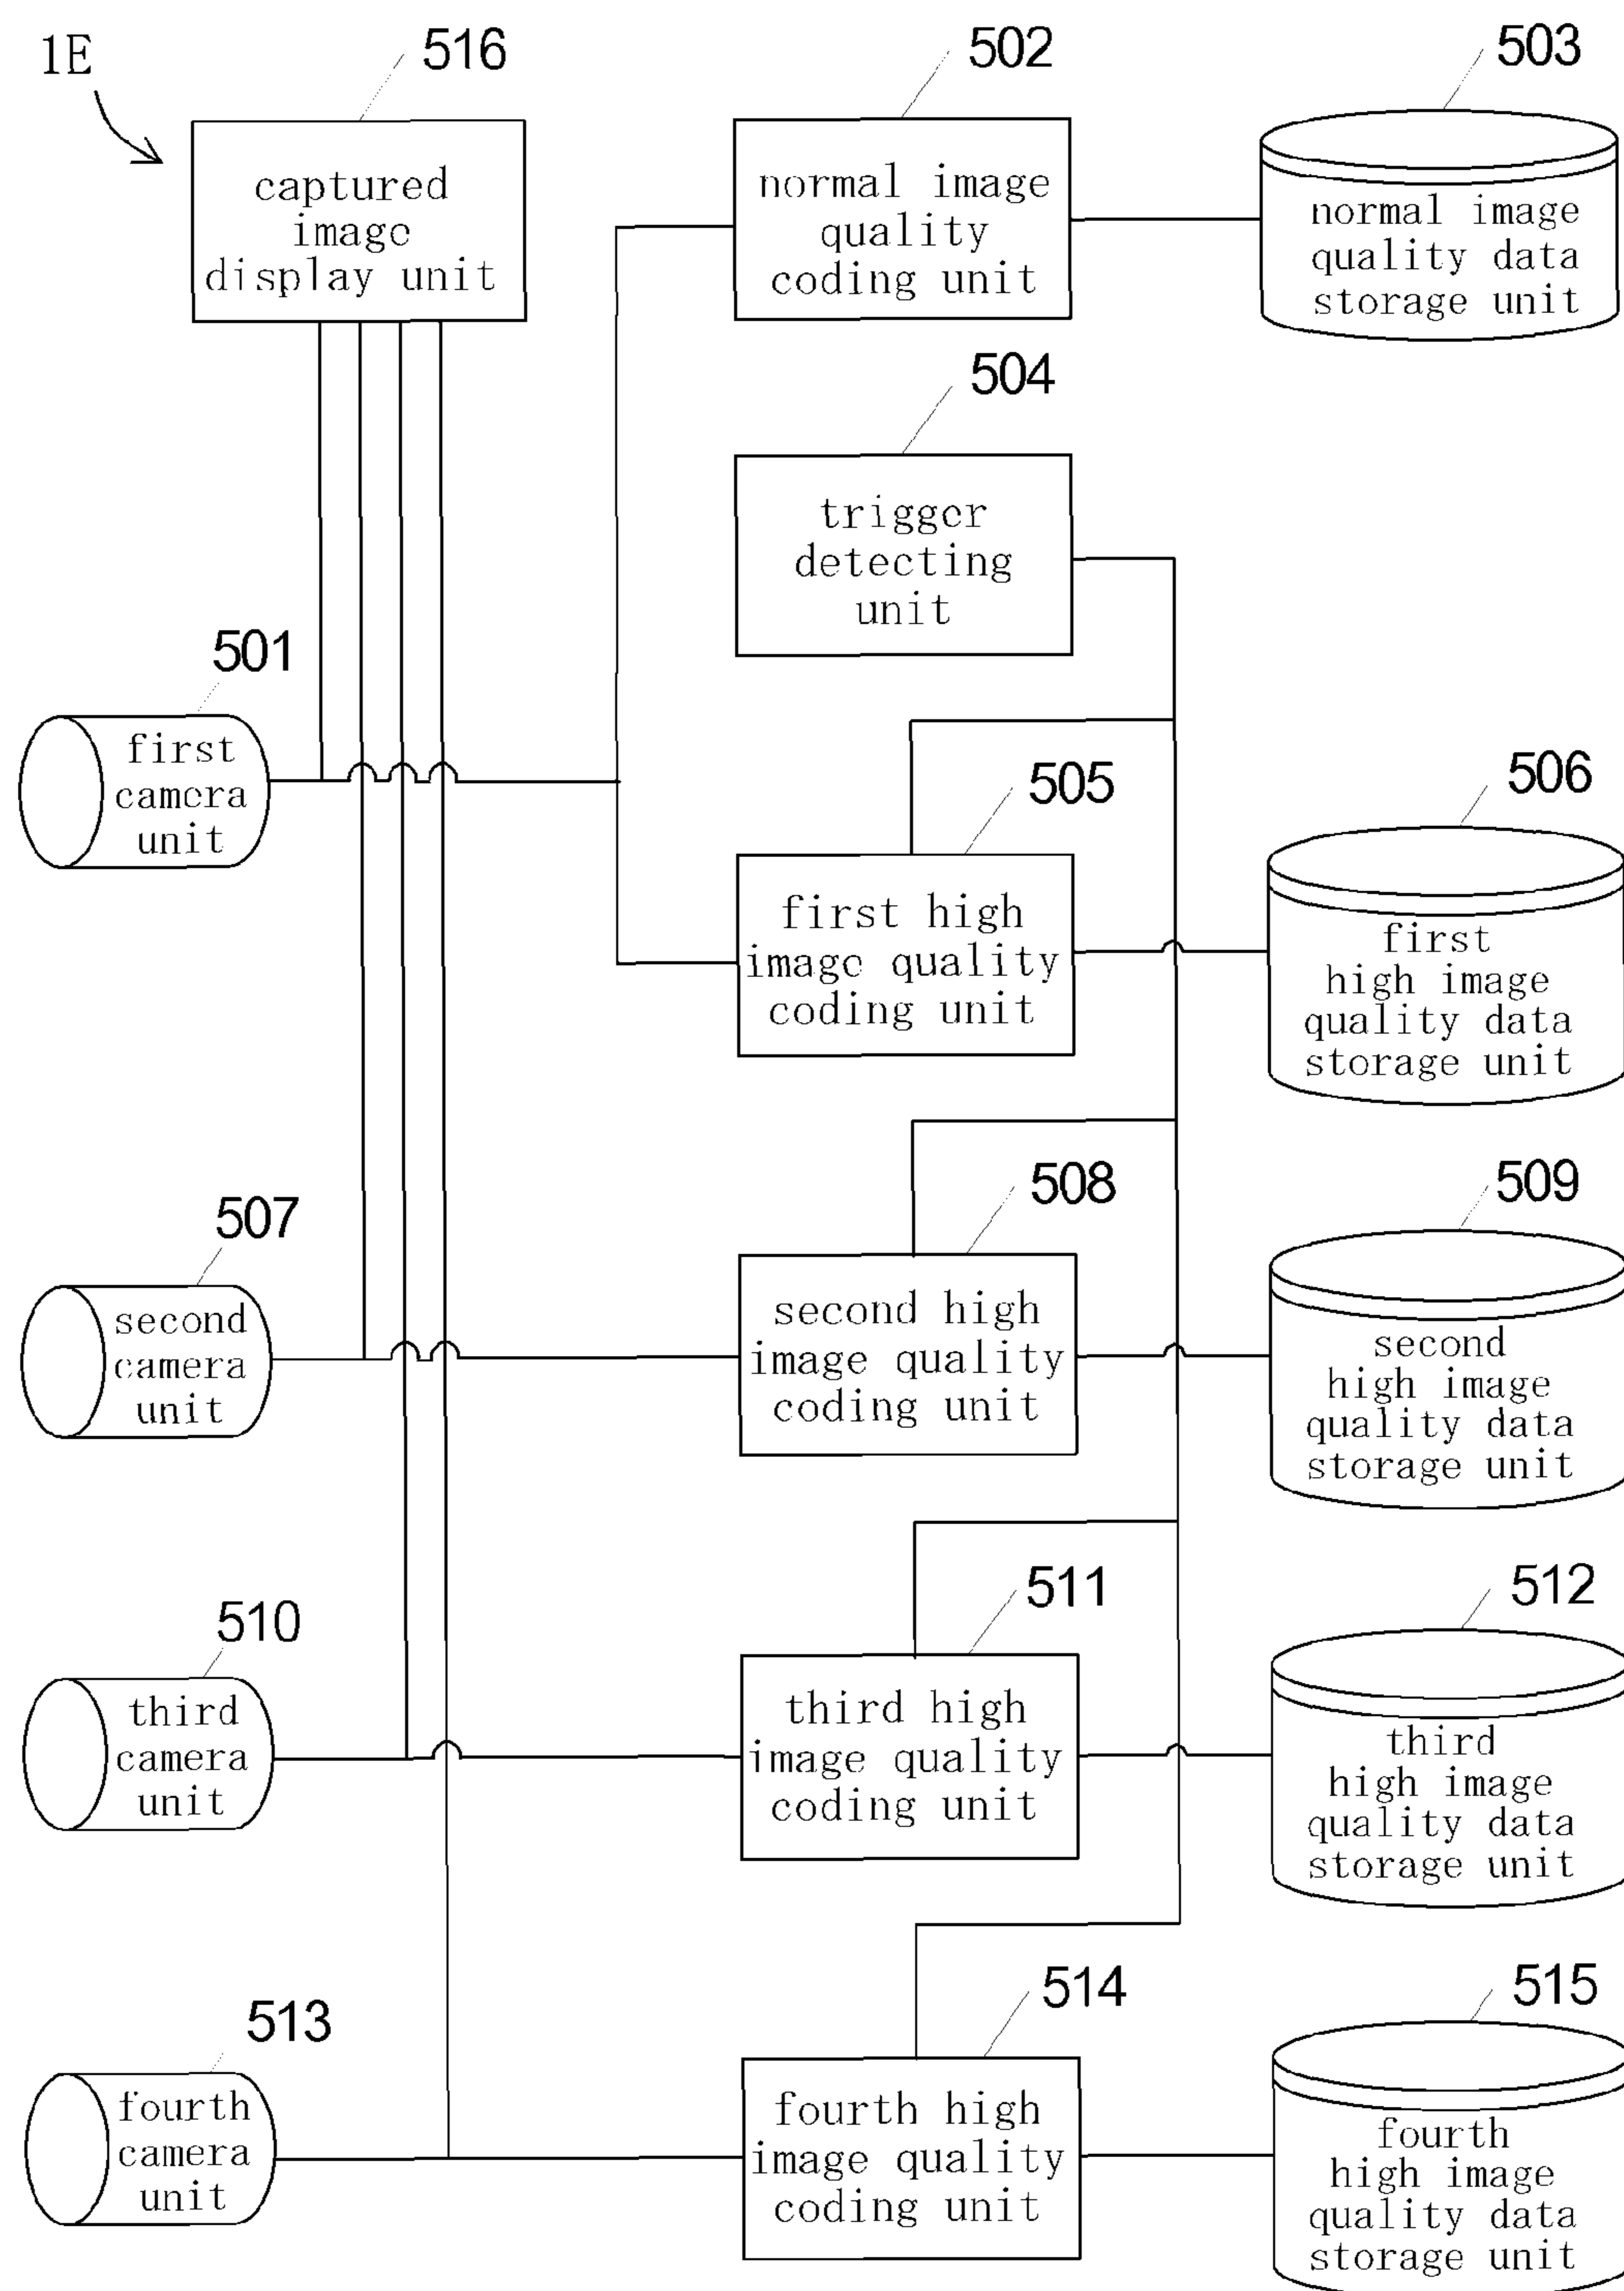 1E
516
502
503
captured
image
display unit
normal image
quality
coding unit
normal image
quality data
storage unit
504
trigger
detecting
unit
501
first
camera
unit
505
506
first high
image quality
coding unit
first
high image
quality data
storage unit
507
508
509
second
camera
unit
second high
image quality
coding unit
second
high image
quality data
storage unit
510
511
512
third
camera
unit
third high
image quality
coding unit
third
high image
quality data
storage unit
513
514
515
fourth
camera
unit
fourth high
image quality
coding unit
fourth
high image
quality data
storage unit